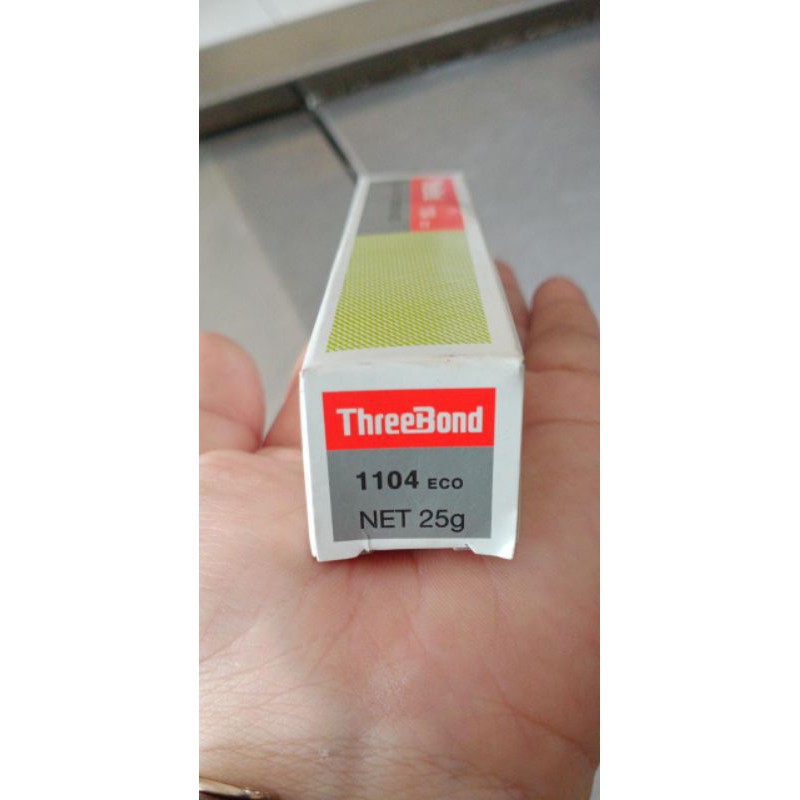 ThreeBond
1104 ECO
NET 25g